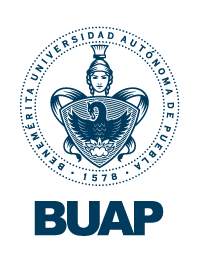 BENEMÉRITA UNIVERSIDAD AUTÓNOMA DE PUEBLA
· 1578 ·
BUAP